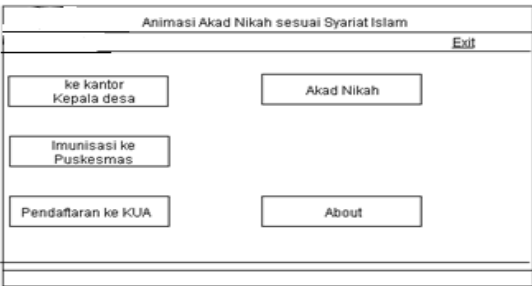 Animasi Akad Nikah sesuai Syariat Islam
Exit
ke kantor
Kepala desa
Akad Nikah
Imunisasi ke
Puskesmas
Pendaftaran ke KUA
About